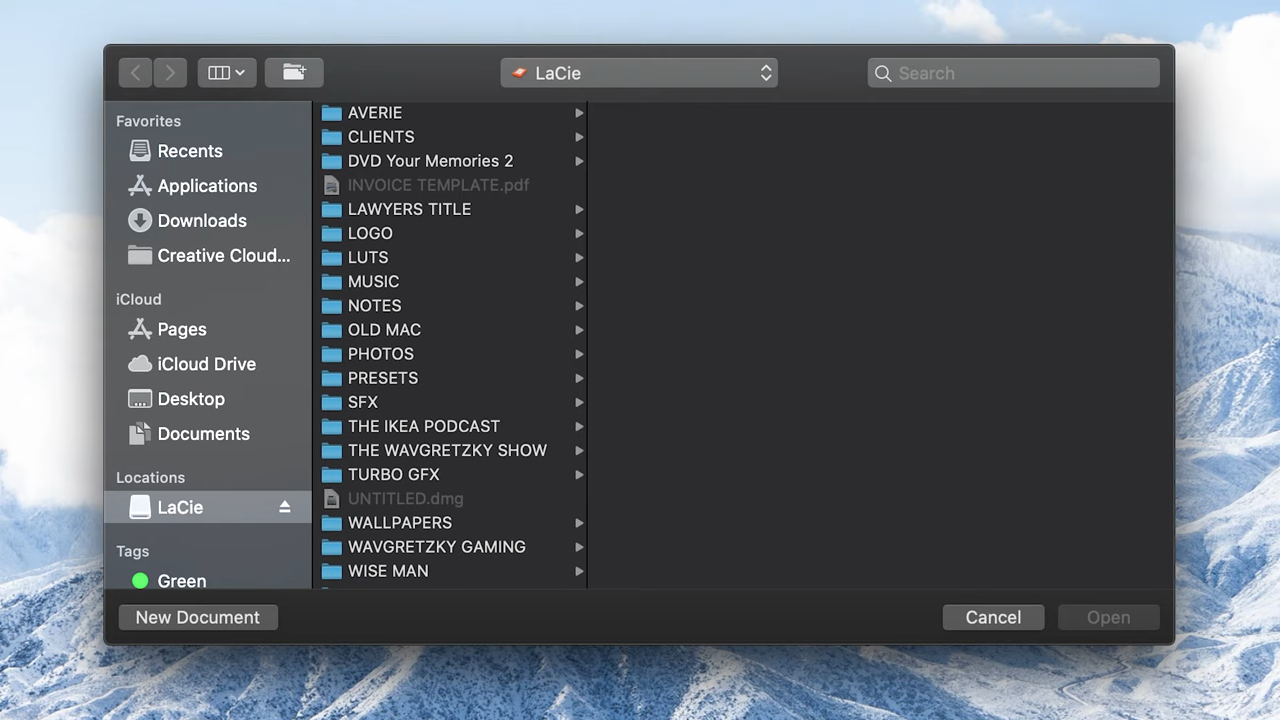 LaCie
Search
Favorites
Recents
Applications
Downloads
Creative Cloud...
iCloud
Pages
iCloud Drive
Desktop
Documents
Locations
LaCie
Tags
Green
AVERIE
CLIENTS
DVD Your Memories 2
INVOICE TEMPLATE.pdf
LAWYERS TITLE
LOGO
LUTS
MUSIC
NOTES
OLD MAC
PHOTOS
PRESETS
SFX
THE IKEA PODCAST
THE WAVGRETZKY SHOW
TURBO GFX
UNTITLED.dmg
WALLPAPERS
WAVGRETZKY GAMING
WISE MAN
New Document
Cancel
Open